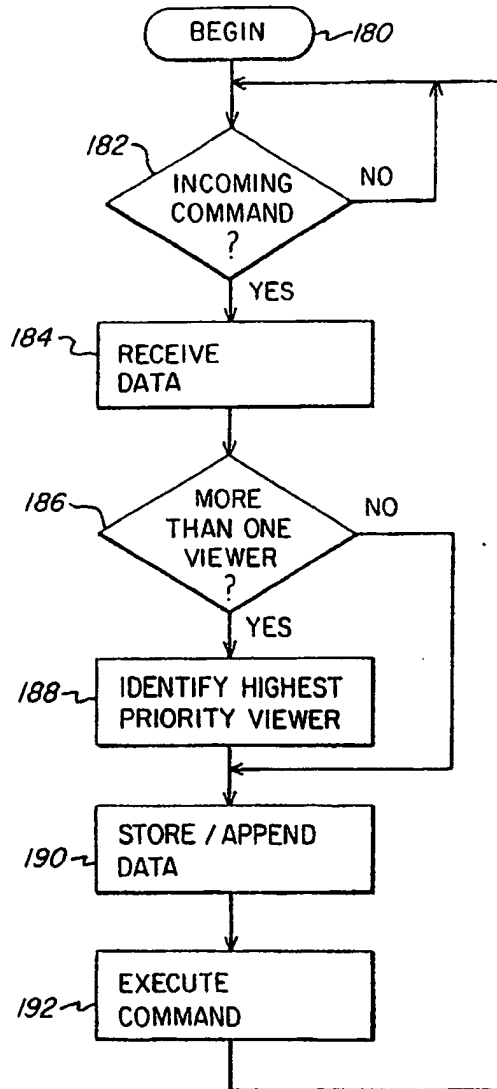 BEGIN
180
182
INCOMING
COMMAND
?
NO
YES
184
RECEIVE
DATA
186
MORE
THAN ONE
VIEWER
?
NO
YES
188
IDENTIFY HIGHEST
PRIORITY VIEWER
190
STORE / APPEND
DATA
192
EXECUTE
COMMAND